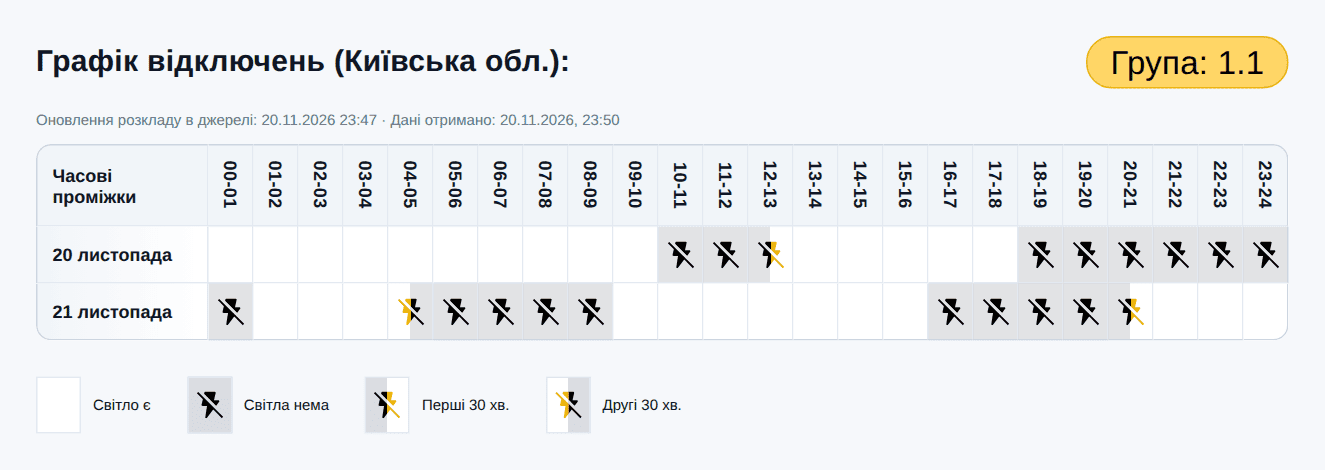 Графік відключень (Київська обл.):
Група: 1.1
Оновлення розкладу в джерелі: 20.11.2026 23:47 · Дані отримано: 20.11.2026, 23:50
Часові
проміжки
00-01
01-02
02-03
03-04
04-05
05-06
06-07
07-08
08-09
09-10
10-11
11-12
12-13
13-14
14-15
15-16
16-17
17-18
18-19
19-20
20-21
21-22
22-23
23-24
20 листопада
21 листопада
Світло є
Світла нема
Перші 30 хв.
Другі 30 хв.